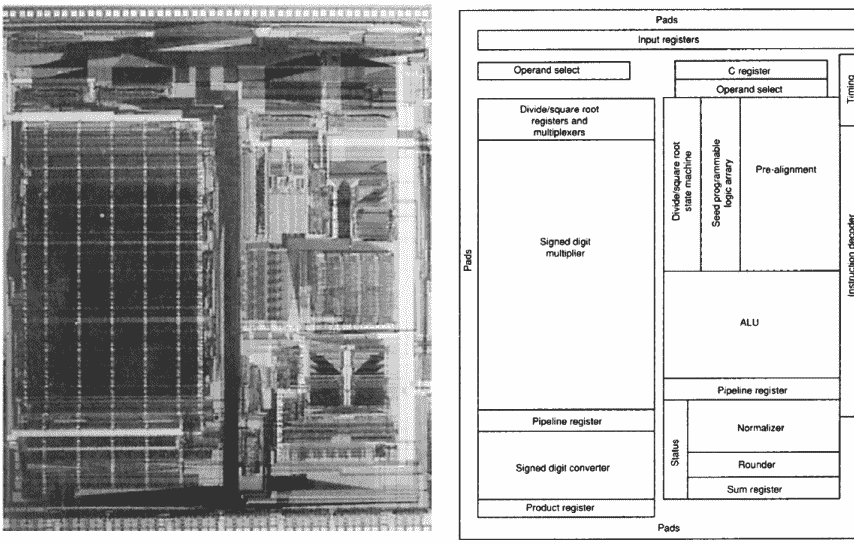 Pads
Input registers
Operand select
C register
Operand select
Timing
Divide/square root
registers and
multiplexers
Divide/square root
state machine
Seed programmable
logic array
Pre-alignment
Signed digit
multiplier
Pads
Instruction decoder
ALU
Pipeline register
Pipeline register
Status
Normalizer
Signed digit converter
Rounder
Sum register
Product register
Pads